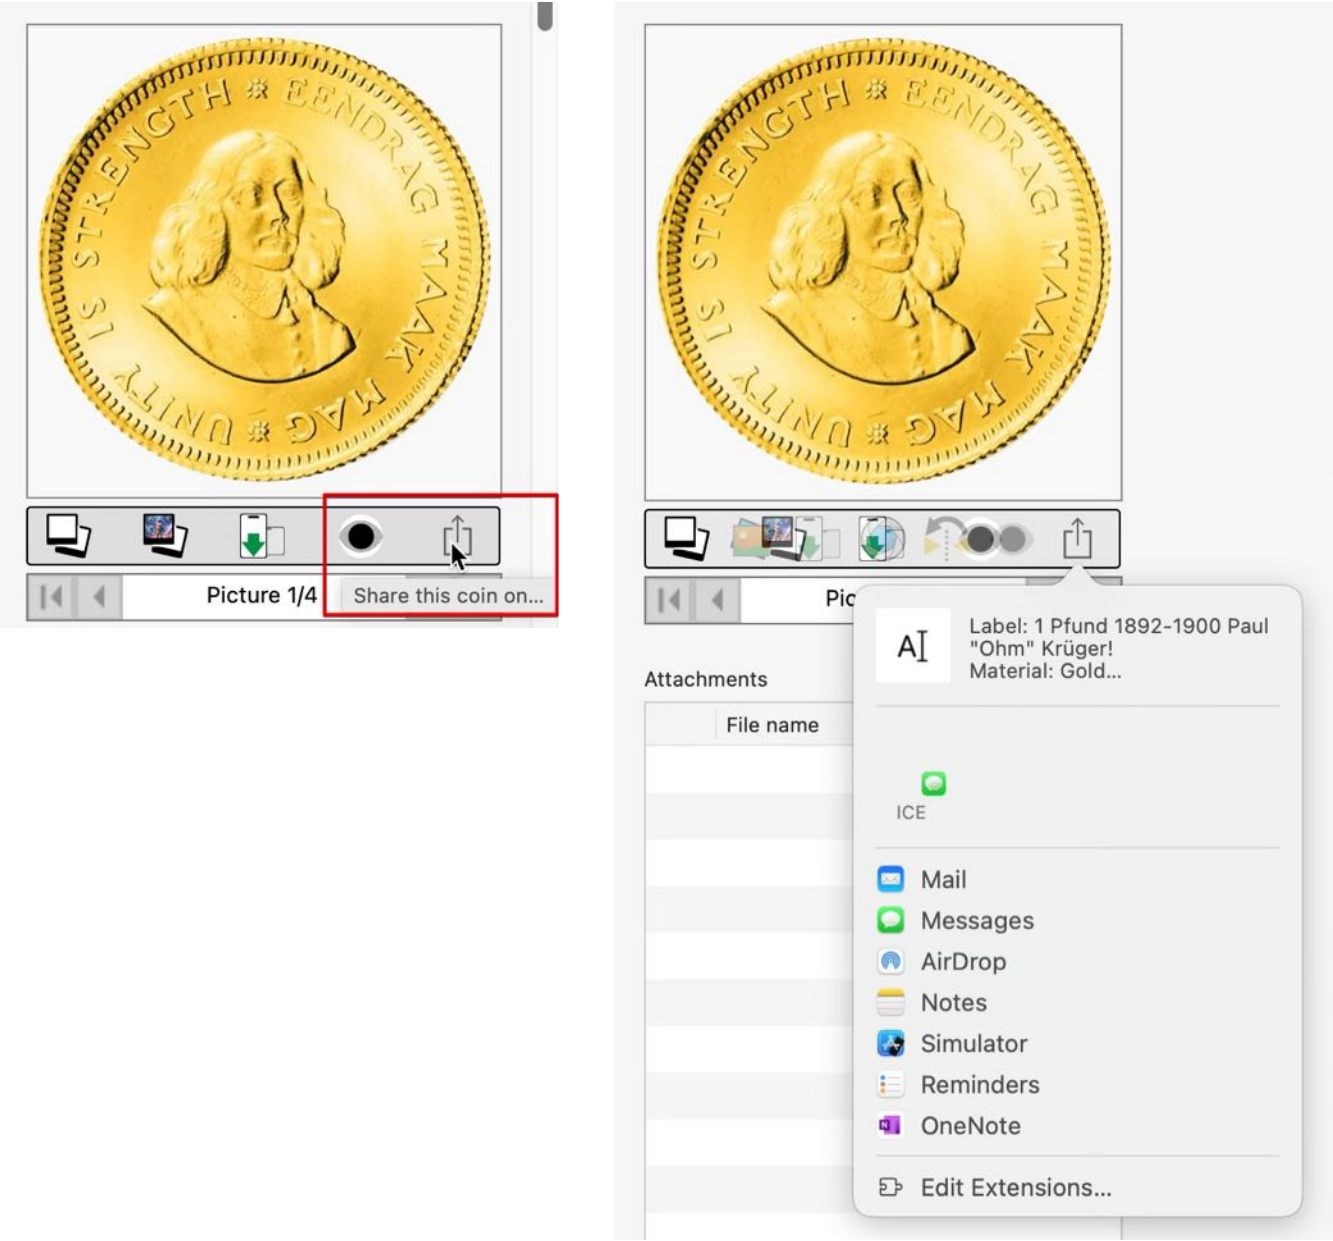 UNITY IS STRENGTH ※ EENDRAG MAAK MAG ※
Picture 1/4
Share this coin on...
UNITY IS STRENGTH ※ EENDRAG MAAK MAG ※
Pic
Label: 1 Pfund 1892-1900 Paul
"Ohm" Krüger!
Material: Gold...
Attachments
File name
ICE
Mail
Messages
AirDrop
Notes
Simulator
Reminders
OneNote
Edit Extensions...